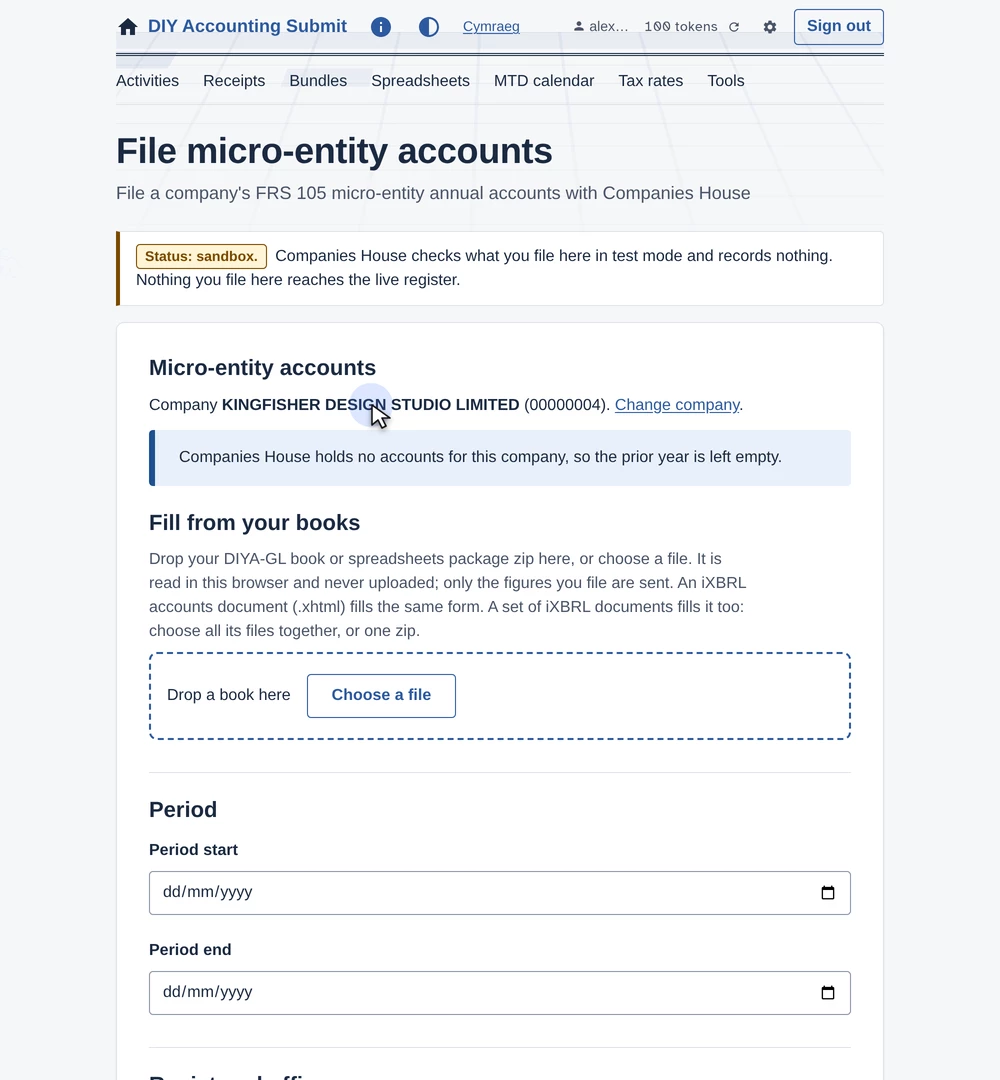 DIY Accounting Submit
Cymraeg
alex...
100 tokens
Sign out
Activities
Receipts
Bundles
Spreadsheets
MTD calendar
Tax rates
Tools
File micro-entity accounts
File a company's FRS 105 micro-entity annual accounts with Companies House
Status: sandbox. Companies House checks what you file here in test mode and records nothing.
Nothing you file here reaches the live register.
Micro-entity accounts
Company KINGFISHER DESIGN STUDIO LIMITED (00000004). Change company.
Companies House holds no accounts for this company, so the prior year is left empty.
Fill from your books
Drop your DIYA-GL book or spreadsheets package zip here, or choose a file. It is
read in this browser and never uploaded; only the figures you file are sent. An iXBRL
accounts document (.xhtml) fills the same form. A set of iXBRL documents fills it too:
choose all its files together, or one zip.
Drop a book here
Choose a file
Period
Period start
dd/mm/yyyy
Period end
dd/mm/yyyy